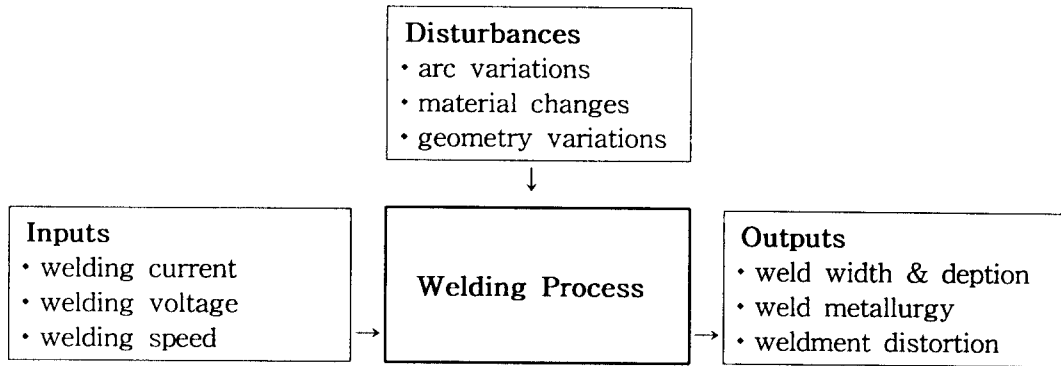 Disturbances
· arc variations
· material changes
· geometry variations
↓
Inputs
· welding current
· welding voltage
· welding speed
→
Welding Process
→
Outputs
· weld width & deption
· weld metallurgy
· weldment distortion